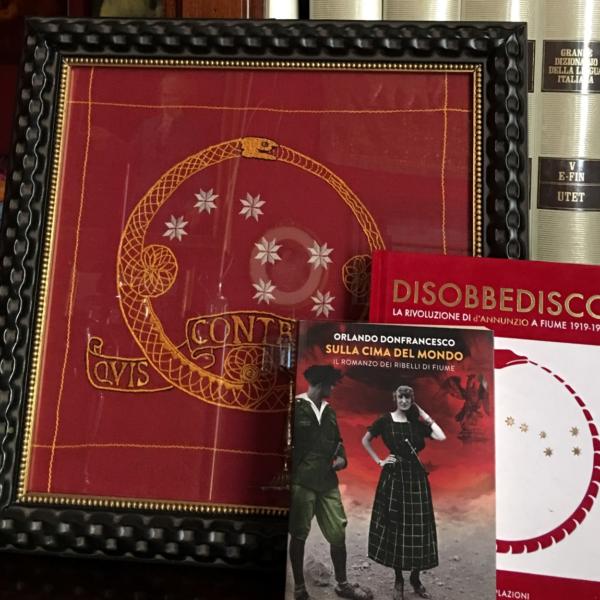 QVIS
CONTR
GRANDE
DIZIONARIO
DELLA LINGUA
ITALIANA
V
E-FIN
UTET
DISOBBEDISCO
LA RIVOLUZIONE DI d'ANNUNZIO A FIUME 1919-19
ORLANDO DONFRANCESCO
SULLA CIMA DEL MONDO
IL ROMANZO DEI RIBELLI DI FIUME
PLAZIONI